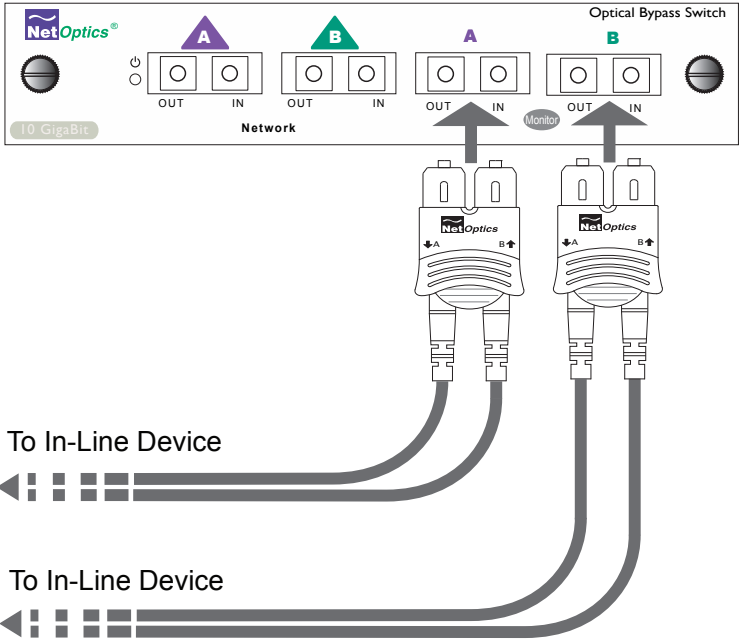 NetOptics®
Optical Bypass Switch
A
B
A
B
OUT IN
OUT IN
OUT IN
OUT IN
10 GigaBit
Network
Monitor
NetOptics
A B
NetOptics
A B
To In-Line Device
To In-Line Device